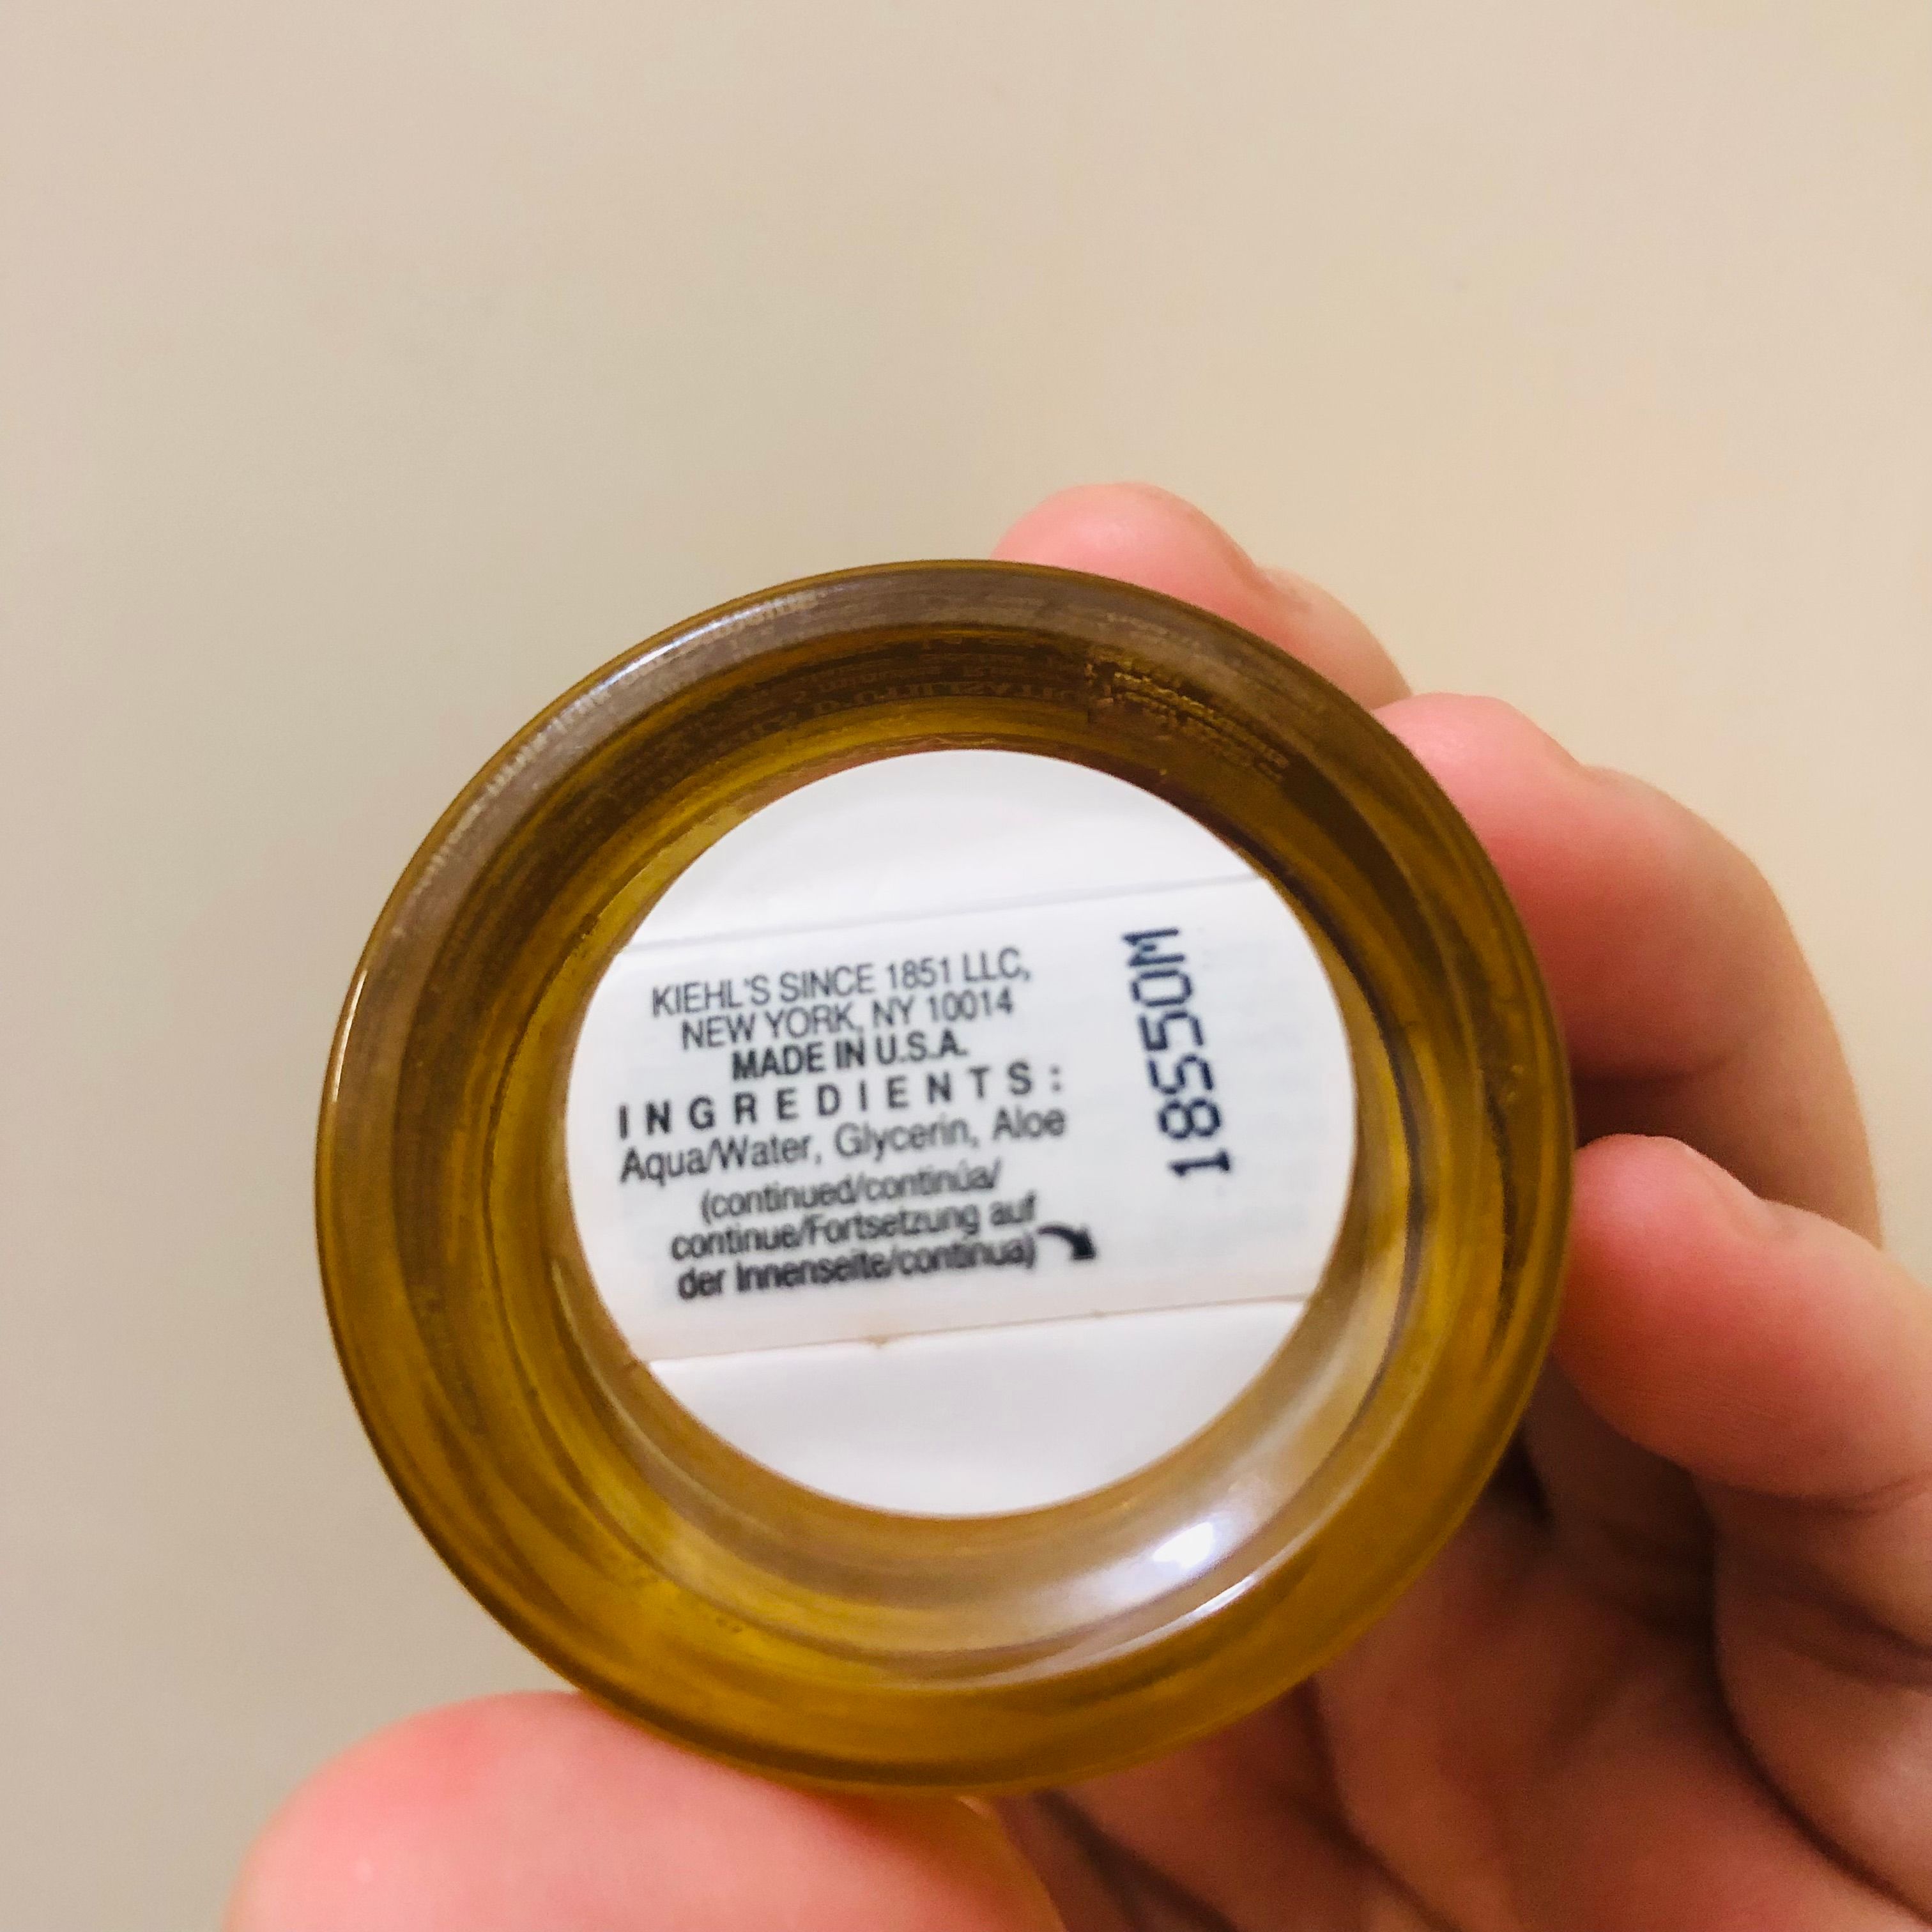 KIEHL'S SINCE 1851 LLC,
NEW YORK, NY 10014
MADE IN U.S.A.
INGREDIENTS:
Aqua/Water, Glycerin, Aloe
(continued/continúa/
continue/Fortsetzung auf
der Innenseite/continua)
18S50M